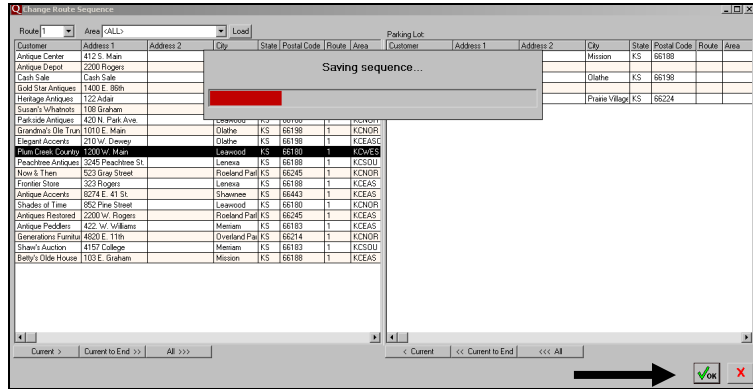 Change Route Sequence
Route 1 Area <ALL> Load Parking Lot:
Customer Address 1 Address 2 City State Postal Code Route Area Customer Address 1 Address 2 City State Postal Code Route Area
Antique Center 412 S. Main Mission KS 66188
Antique Depot 2200 Rogers
Cash Sale Cash Sale Olathe KS 66198
Gold Star Antiques 1400 E. 86th
Heritage Antiques 122 Adair Prairie Village KS 66224
Saving sequence...
Susan's Whatnots 108 Graham
Parkside Antiques 420 N. Park Ave. Leawood KS 66180 1 KCNOR
Grandma's Ole Trun 1010 E. Main Olathe KS 66198 1 KCNOR
Elegant Accents 210 W. Dewey Olathe KS 66198 1 KCEASC
Plum Creek Country 1200 W. Main Leawood KS 66180 1 KCWES
Peachtree Antiques 3245 Peachtree St. Lenexa KS 66188 1 KCSOU
Now & Then 523 Gray Street Roeland Parl KS 66245 1 KCNOR
Frontier Store 323 Rogers Lenexa KS 66188 1 KCEAS
Antique Accents 8274 E. 41 St. Shawnee KS 66443 1 KCEAS
Shades of Time 852 Pine Street Leawood KS 66180 1 KCNOR
Antiques Restored 2200 W. Rogers Roeland Parl KS 66245 1 KCEAS
Antique Peddlers 422. W. Williams Merriam KS 66183 1 KCEAS
Generations Furnitur 4820 E. 11th Overland Par KS 66214 1 KCNOR
Shaw's Auction 4157 College Merriam KS 66183 1 KCSOU
Betty's Olde House 103 E. Graham Mission KS 66188 1 KCEAS
Current > Current to End >> All >>> < Current << Current to End <<< All
OK X